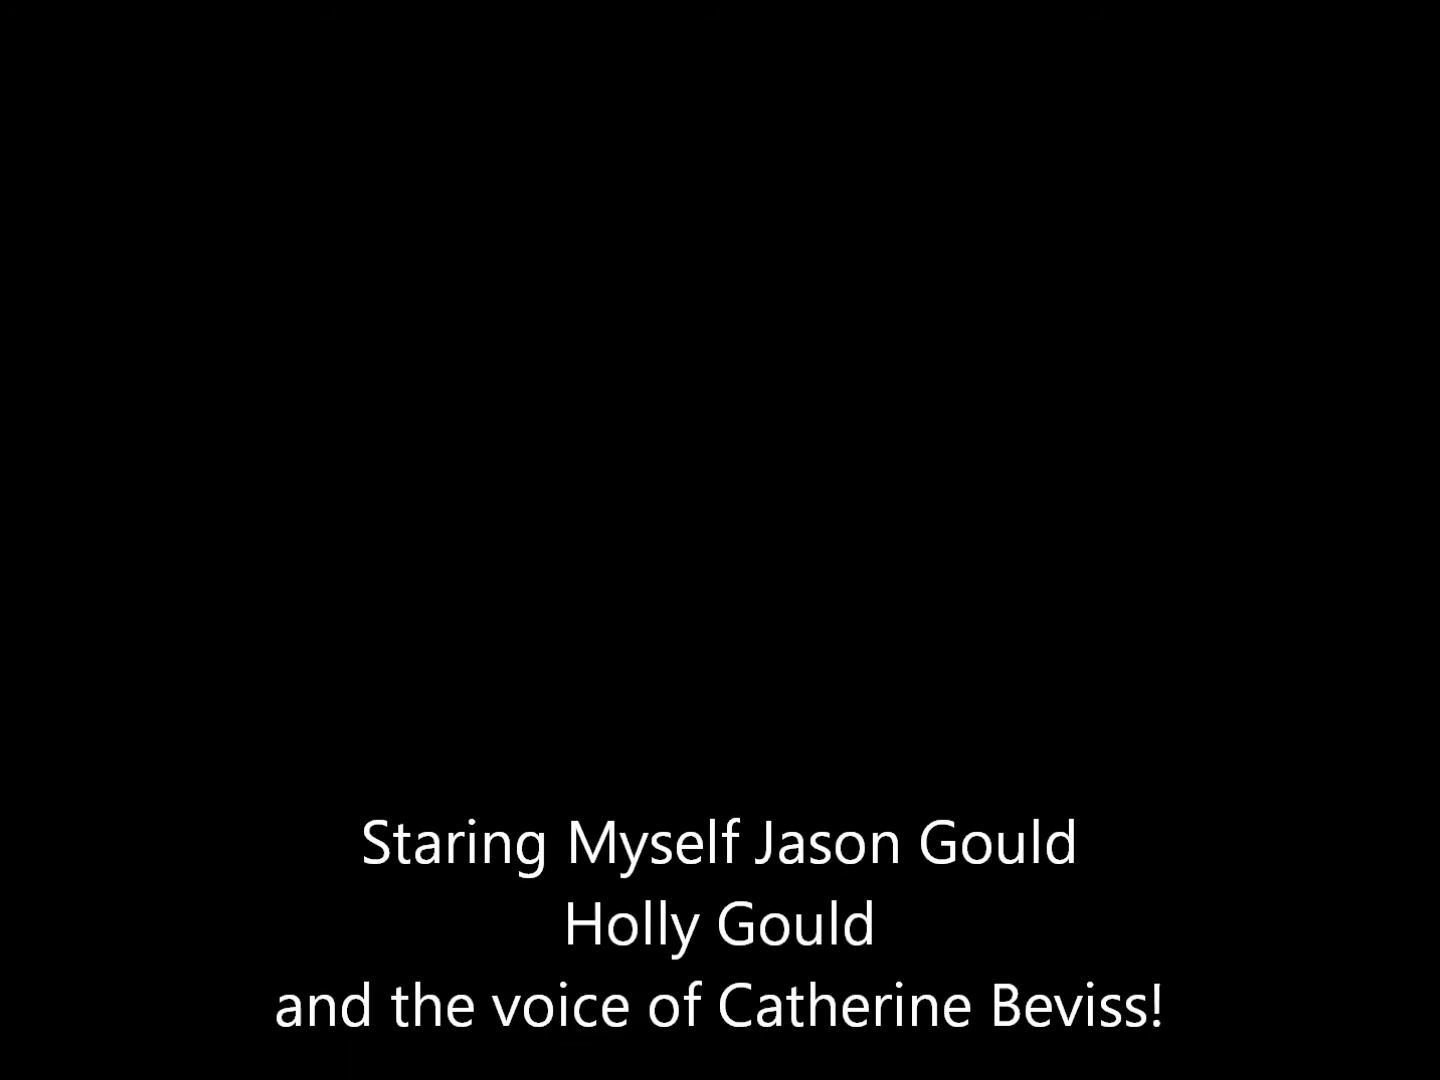 Staring Myself Jason Gould
Holly Gould
and the voice of Catherine Beviss!